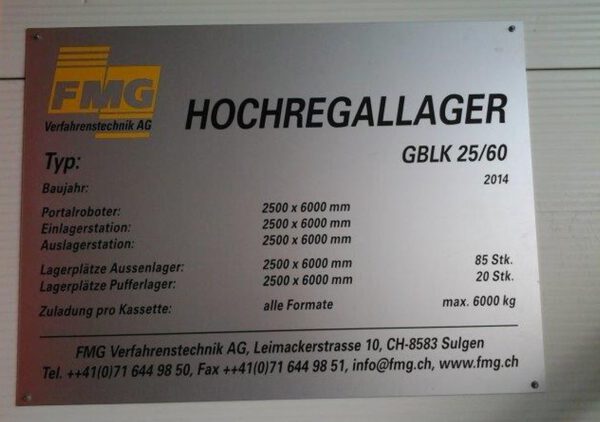 FMG
Verfahrenstechnik AG
HOCHREGALLAGER
Typ: GBLK 25/60
Baujahr: 2014
Portalroboter: 2500 x 6000 mm
Einlagerstation: 2500 x 6000 mm
Auslagerstation: 2500 x 6000 mm
Lagerplätze Aussenlager: 2500 x 6000 mm 85 Stk.
Lagerplätze Pufferlager: 2500 x 6000 mm 20 Stk.
Zuladung pro Kassette: alle Formate max. 6000 kg
FMG Verfahrenstechnik AG, Leimackerstrasse 10, CH-8583 Sulgen
Tel. ++41(0)71 644 98 50, Fax ++41(0)71 644 98 51, info@fmg.ch, www.fmg.ch